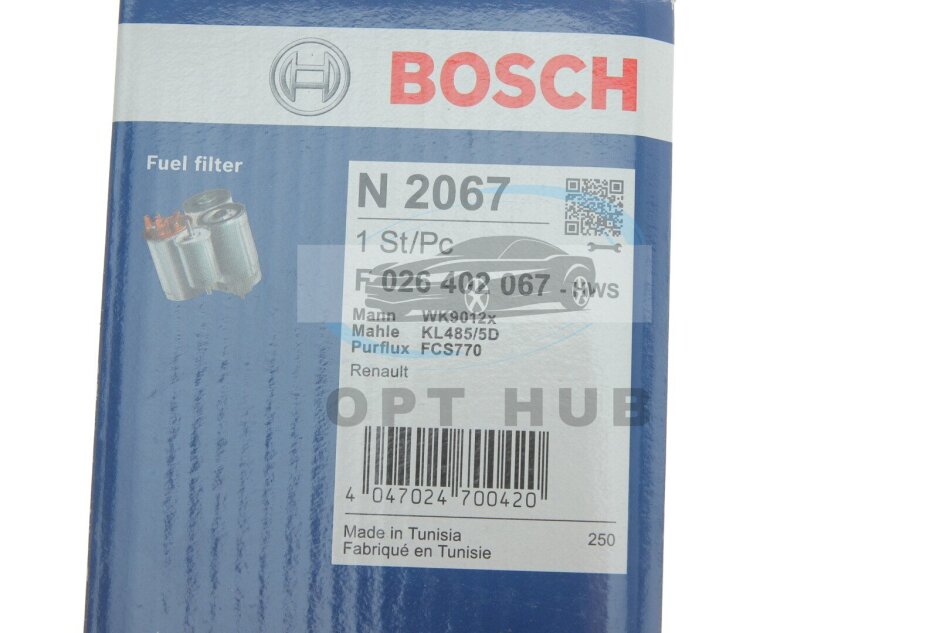 BOSCH
Fuel filter
N 2067
1 St/Pc
F 026 402 067 - HWS
Mann WK9012x
Mahle KL485/5D
Purflux FCS770
Renault
OPT HUB
4 047024 700420
Made in Tunisia
Fabriqué en Tunisie
250